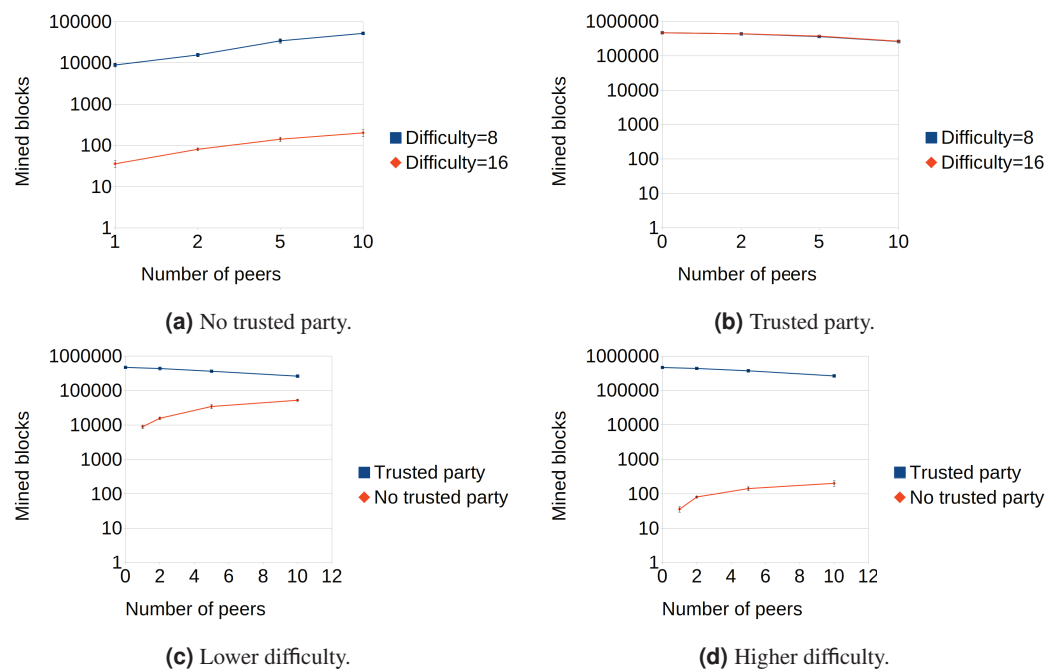 100000
10000
1000
100
10
1
Mined blocks
1 2 5 10
Number of peers
Difficulty=8
Difficulty=16
(a) No trusted party.
1000000
100000
10000
1000
100
10
1
Mined blocks
0 2 5 10
Number of peers
Difficulty=8
Difficulty=16
(b) Trusted party.
1000000
100000
10000
1000
100
10
1
Mined blocks
0 2 4 6 8 10 12
Number of peers
Trusted party
No trusted party
(c) Lower difficulty.
1000000
100000
10000
1000
100
10
1
Mined blocks
0 2 4 6 8 10 12
Number of peers
Trusted party
No trusted party
(d) Higher difficulty.